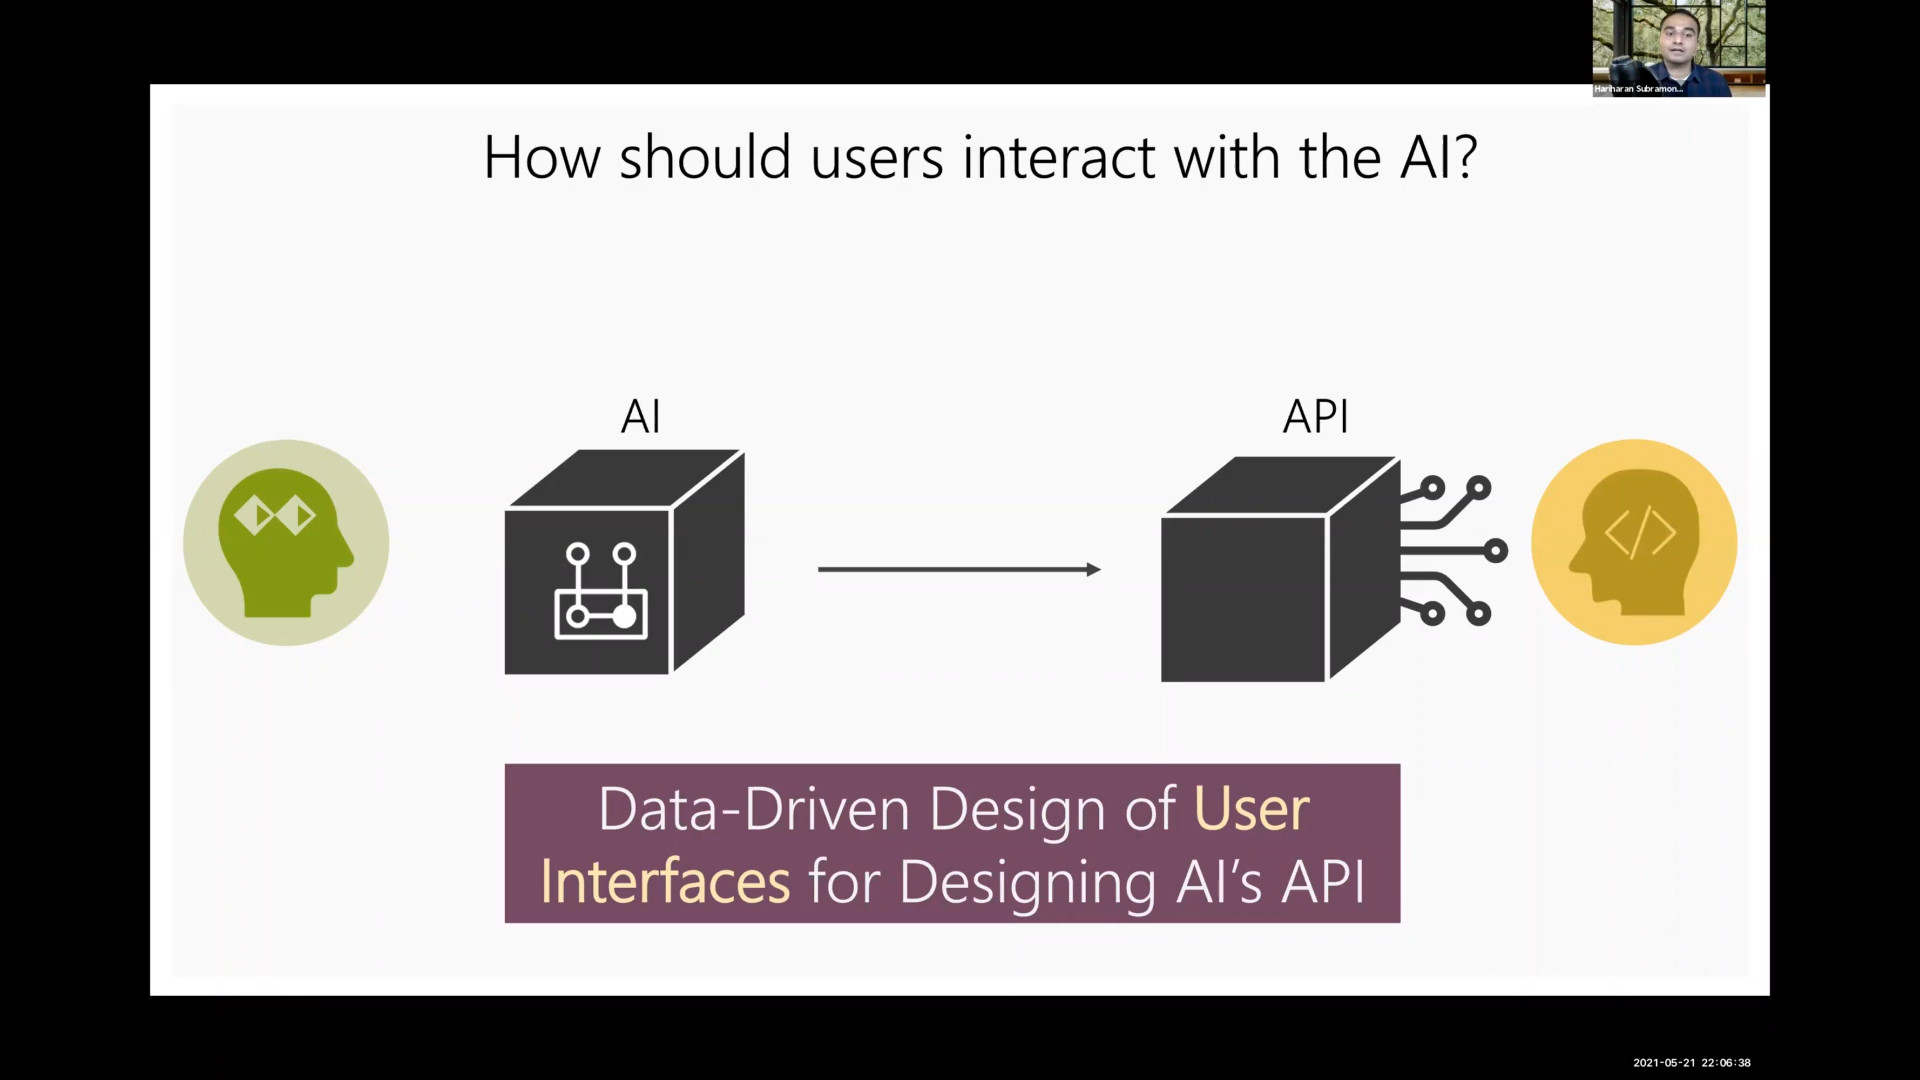 Hariharan Subramon...
How should users interact with the AI?
AI
API
</>
Data-Driven Design of User
Interfaces for Designing AI’s API
2021-05-21 22:06:38